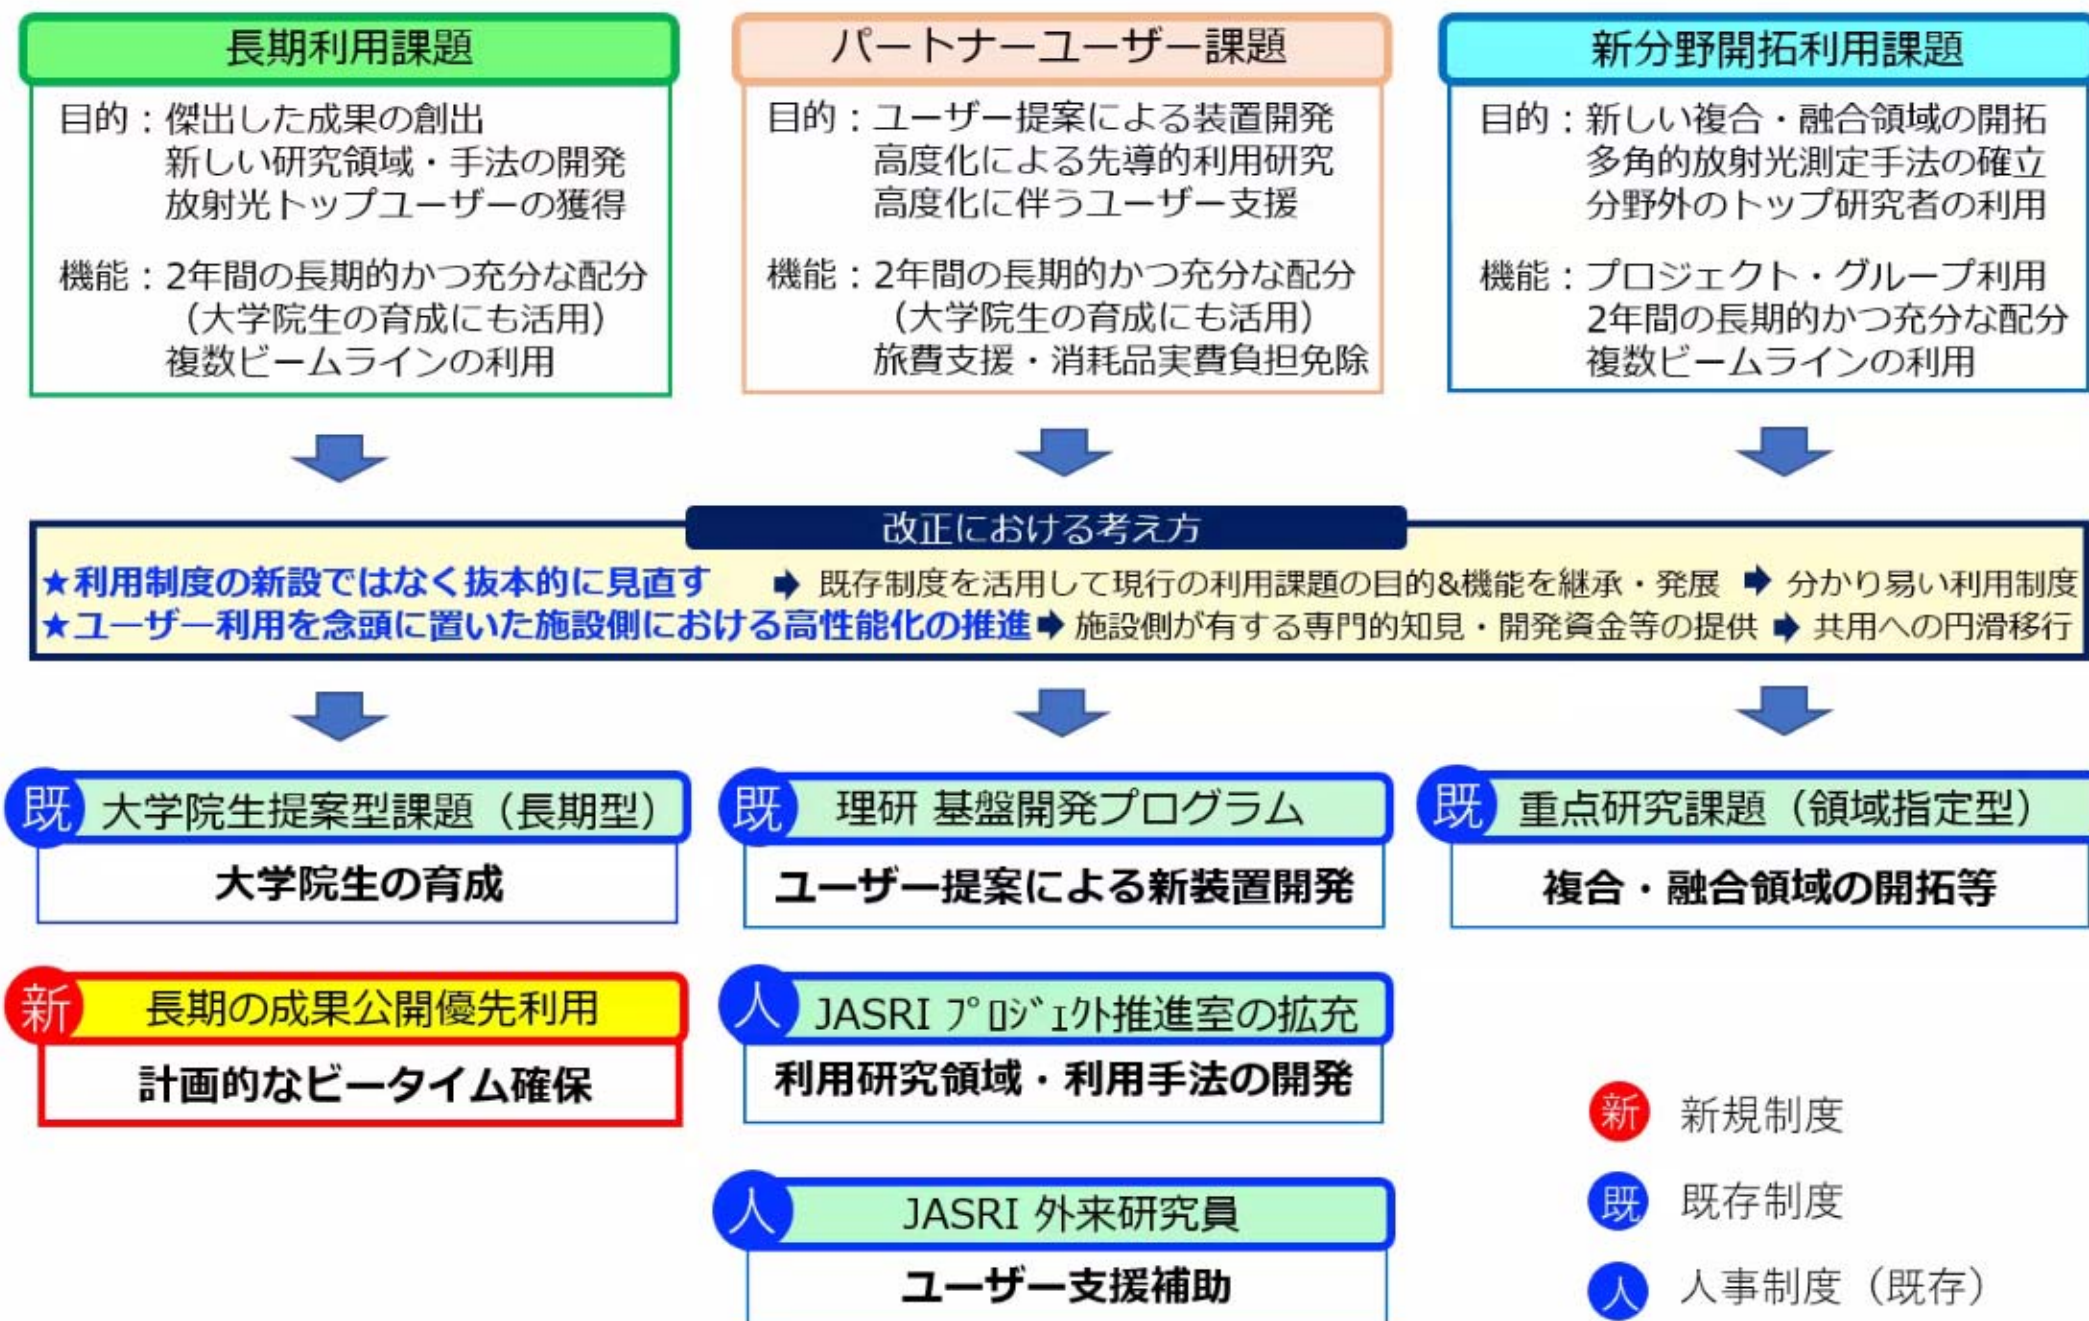 長期利用課題
目的：傑出した成果の創出
新しい研究領域・手法の開発
放射光トップユーザーの獲得
機能：2年間の長期的かつ充分な配分
（大学院生の育成にも活用）
複数ビームラインの利用
パートナーユーザー課題
目的：ユーザー提案による装置開発
高度化による先導的利用研究
高度化に伴うユーザー支援
機能：2年間の長期的かつ充分な配分
（大学院生の育成にも活用）
旅費支援・消耗品実費負担免除
新分野開拓利用課題
目的：新しい複合・融合領域の開拓
多角的放射光測定手法の確立
分野外のトップ研究者の利用
機能：プロジェクト・グループ利用
2年間の長期的かつ充分な配分
複数ビームラインの利用
改正における考え方
★利用制度の新設ではなく抜本的に見直す ➡ 既存制度を活用して現行の利用課題の目的&機能を継承・発展 ➡ 分かり易い利用制度
★ユーザー利用を念頭に置いた施設側における高性能化の推進➡ 施設側が有する専門的知見・開発資金等の提供 ➡ 共用への円滑移行
既 大学院生提案型課題（長期型）
大学院生の育成
新 長期の成果公開優先利用
計画的なビータイム確保
既 理研 基盤開発プログラム
ユーザー提案による新装置開発
人 JASRI ﾌﾟﾛｼﾞｪｸﾄ推進室の拡充
利用研究領域・利用手法の開発
人 JASRI 外来研究員
ユーザー支援補助
既 重点研究課題（領域指定型）
複合・融合領域の開拓等
新 新規制度
既 既存制度
人 人事制度（既存）